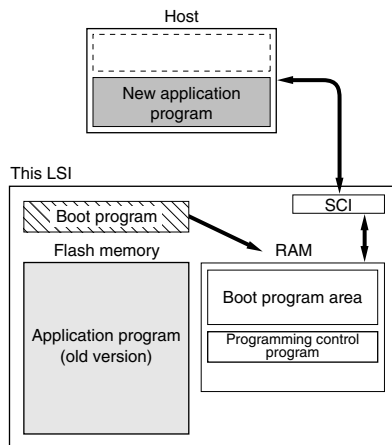 Host
New application
program
This LSI
SCI
Boot program
Flash memory
RAM
Application program
(old version)
Boot program area
Programming control
program